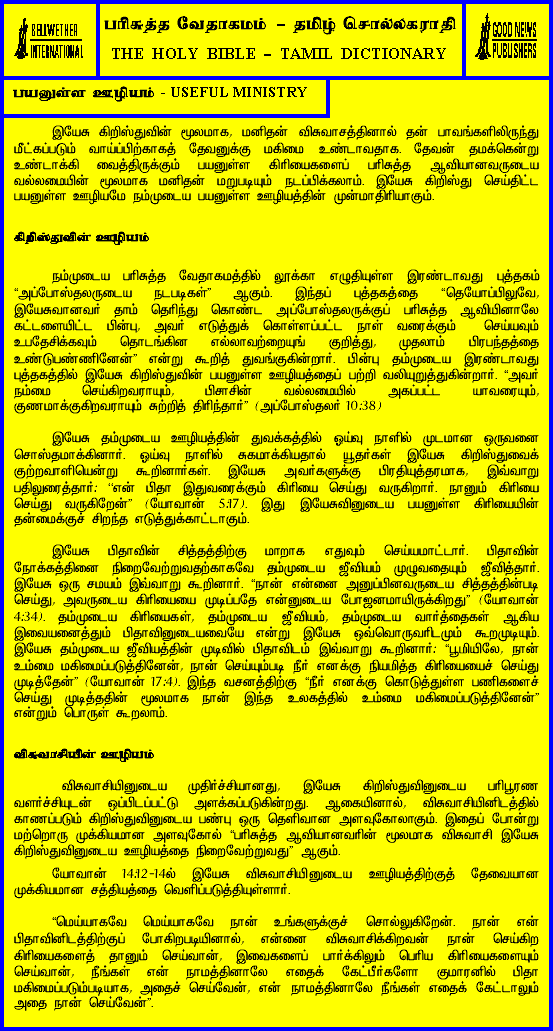 BELLWETHER
INTERNATIONAL
பரிசுத்த வேதாகமம் – தமிழ் சொல்லகராதி
THE HOLY BIBLE – TAMIL DICTIONARY
GOOD NEWS
PUBLISHERS
பயனுள்ள ஊழியம் - USEFUL MINISTRY
இயேசு கிறிஸ்துவின் மூலமாக, மனிதன் விசுவாசத்தினால் தன் பாவங்களிலிருந்து
மீட்கப்படும் வாய்ப்பிற்காகத் தேவனுக்கு மகிமை உண்டாவதாக. தேவன் தமக்கென்று
உண்டாக்கி வைத்திருக்கும் பயனுள்ள கிரியைகளைப் பரிசுத்த ஆவியானவருடைய
வல்லமையின் மூலமாக மனிதன் மறுபடியும் நடப்பிக்கலாம். இயேசு கிறிஸ்து செய்திட்ட
பயனுள்ள ஊழியமே நம்முடைய பயனுள்ள ஊழியத்தின் முன்மாதிரியாகும்.
கிறிஸ்துவின் ஊழியம்
நம்முடைய பரிசுத்த வேதாகமத்தில் லூக்கா எழுதியுள்ள இரண்டாவது புத்தகம்
“அப்போஸ்தலருடைய நடபடிகள்” ஆகும். இந்தப் புத்தகத்தை “தெயோப்பிலுவே,
இயேசுவானவர் தாம் தெரிந்து கொண்ட அப்போஸ்தலருக்குப் பரிசுத்த ஆவியினாலே
கட்டளையிட்ட பின்பு, அவர் எடுத்துக் கொள்ளப்பட்ட நாள் வரைக்கும் செய்யவும்
உபதேசிக்கவும் தொடங்கின எல்லாவற்றையுங் குறித்து, முதலாம் பிரபந்தத்தை
உண்டுபண்ணினேன்” என்று கூறித் துவங்குகின்றார். பின்பு தம்முடைய இரண்டாவது
புத்தகத்தில் இயேசு கிறிஸ்துவின் பயனுள்ள ஊழியத்தைப் பற்றி வலியுறுத்துகின்றார். “அவர்
நன்மை செய்கிறவராயும், பிசாசின் வல்லமையில் அகப்பட்ட யாவரையும்,
குணமாக்குகிறவராயும் சுற்றித் திரிந்தார்” (அப்போஸ்தலர் 10:38)
இயேசு தம்முடைய ஊழியத்தின் துவக்கத்தில் ஓய்வு நாளில் முடமான ஒருவனை
சொஸ்தமாக்கினார். ஓய்வு நாளில் சுகமாக்கியதால் யூதர்கள் இயேசு கிறிஸ்துவைக்
குற்றவாளியென்று கூறினார்கள். இயேசு அவர்களுக்கு பிரதியுத்தரமாக, இவ்வாறு
பதிலுரைத்தார்: “என் பிதா இதுவரைக்கும் கிரியை செய்து வருகிறார். நானும் கிரியை
செய்து வருகிறேன்” (யோவான் 5:17). இது இயேசுவினுடைய பயனுள்ள கிரியையின்
தன்மைக்குச் சிறந்த எடுத்துக்காட்டாகும்.
இயேசு பிதாவின் சித்தத்திற்கு மாறாக எதுவும் செய்யமாட்டார். பிதாவின்
நோக்கத்தினை நிறைவேற்றுவதற்காகவே தம்முடைய ஜீவியம் முழுவதையும் ஜீவித்தார்.
இயேசு ஒரு சமயம் இவ்வாறு கூறினார். “நான் என்னை அனுப்பினவருடைய சித்தத்தின்படி
செய்து, அவருடைய கிரியையை முடிப்பதே என்னுடைய போஜனமாயிருக்கிறது” (யோவான்
4:34). தம்முடைய கிரியைகள், தம்முடைய ஜீவியம், தம்முடைய வார்த்தைகள் ஆகிய
இவையனைத்தும் பிதாவினுடையவையே என்று இயேசு ஒவ்வொருவரிடமும் கூறமுடியும்.
இயேசு தம்முடைய ஜீவியத்தின் முடிவில் பிதாவிடம் இவ்வாறு கூறினார்: “பூமியிலே, நான்
உம்மை மகிமைப்படுத்தினேன், நான் செய்யும்படி நீர் எனக்கு நியமித்த கிரியையைச் செய்து
முடித்தேன்” (யோவான் 17:4). இந்த வசனத்திற்கு “நீர் எனக்கு கொடுத்துள்ள பணிகளைச்
செய்து முடித்ததின் மூலமாக நான் இந்த உலகத்தில் உம்மை மகிமைப்படுத்தினேன்”
என்றும் பொருள் கூறலாம்.
விசுவாசியின் ஊழியம்
விசுவாசியினுடைய முதிர்ச்சியானது, இயேசு கிறிஸ்துவினுடைய பரிபூரண
வளர்ச்சியுடன் ஒப்பிடப்பட்டு அளக்கப்படுகின்றது. ஆகையினால், விசுவாசியினிடத்தில்
காணப்படும் கிறிஸ்துவினுடைய பண்பு ஒரு தெளிவான அளவுகோலாகும். இதைப் போன்று
மற்றொரு முக்கியமான அளவுகோல் “பரிசுத்த ஆவியானவரின் மூலமாக விசுவாசி இயேசு
கிறிஸ்துவினுடைய ஊழியத்தை நிறைவேற்றுவது” ஆகும்.
யோவான் 14:12-14ல் இயேசு விசுவாசியினுடைய ஊழியத்திற்குத் தேவையான
முக்கியமான சத்தியத்தை வெளிப்படுத்தியுள்ளார்.
“மெய்யாகவே மெய்யாகவே நான் உங்களுக்குச் சொல்லுகிறேன். நான் என்
பிதாவினிடத்திற்குப் போகிறபடியினால், என்னை விசுவாசிக்கிறவன் நான் செய்கிற
கிரியைகளைத் தானும் செய்வான், இவைகளைப் பார்க்கிலும் பெரிய கிரியைகளையும்
செய்வான், நீங்கள் என் நாமத்தினாலே எதைக் கேட்பீர்களோ குமாரனில் பிதா
மகிமைப்படும்படியாக, அதைச் செய்வேன், என் நாமத்தினாலே நீங்கள் எதைக் கேட்டாலும்
அதை நான் செய்வேன்”.